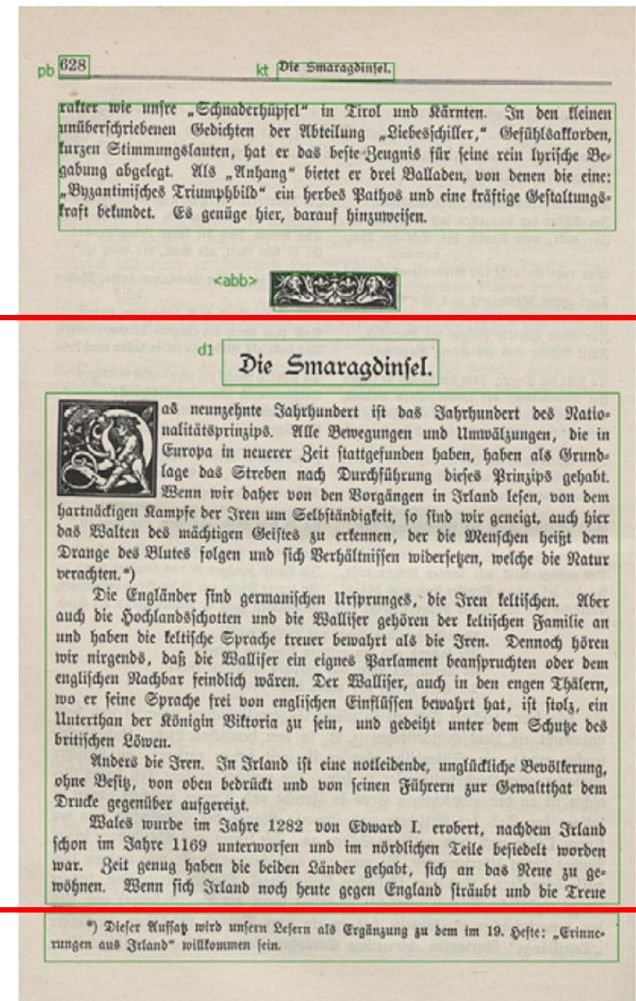 pb 628 kt Die Smaragdinsel.
rakter wie unsre „Schnaderhüpfel“ in Tirol und Kärnten. In den kleinen
unüberschriebenen Gedichten der Abteilung „Liebesschiller,“ Gefühlsakkorden,
kurzen Stimmungslauten, hat er das beste Zeugnis für seine rein lyrische Be-
gabung abgelegt. Als „Anhang“ bietet er drei Balladen, von denen die eine:
„Byzantinisches Triumphbild“ ein herbes Pathos und eine kräftige Gestaltungs-
kraft bekundet. Es genüge hier, darauf hinzuweisen.
<abb>
d1 Die Smaragdinsel.
Das neunzehnte Jahrhundert ist das Jahrhundert des Natio-
nalitätsprinzips. Alle Bewegungen und Umwälzungen, die in
Europa in neuerer Zeit stattgefunden haben, haben als Grund-
lage das Streben nach Durchführung dieses Prinzips gehabt.
Wenn wir daher von den Vorgängen in Irland lesen, von dem
hartnäckigen Kampfe der Iren um Selbständigkeit, so sind wir geneigt, auch hier
das Walten des mächtigen Geistes zu erkennen, der die Menschen heißt dem
Drange des Blutes folgen und sich Verhältnissen widersetzen, welche die Natur
verachten.*)
Die Engländer sind germanischen Ursprunges, die Iren keltischen. Aber
auch die Hochlandsschotten und die Walliser gehören der keltischen Familie an
und haben die keltische Sprache treuer bewahrt als die Iren. Dennoch hören
wir nirgends, daß die Walliser ein eignes Parlament beanspruchten oder dem
englischen Nachbar feindlich wären. Der Walliser, auch in den engen Thälern,
wo er seine Sprache frei von englischen Einflüssen bewahrt hat, ist stolz, ein
Unterthan der Königin Viktoria zu sein, und gedeiht unter dem Schutze des
britischen Löwen.
Anders die Iren. In Irland ist eine notleidende, unglückliche Bevölkerung,
ohne Besitz, von oben bedrückt und von seinen Führern zur Gewaltthat dem
Drucke gegenüber aufgereizt.
Wales wurde im Jahre 1282 von Edward I. erobert, nachdem Irland
schon im Jahre 1169 unterworfen und im nördlichen Teile besiedelt worden
war. Zeit genug haben die beiden Länder gehabt, sich an das Neue zu ge-
wöhnen. Wenn sich Irland noch heute gegen England sträubt und die Treue
*) Dieser Aufsatz wird unsern Lesern als Ergänzung zu dem im 19. Hefte: „Erinne-
rungen aus Irland“ willkommen sein.